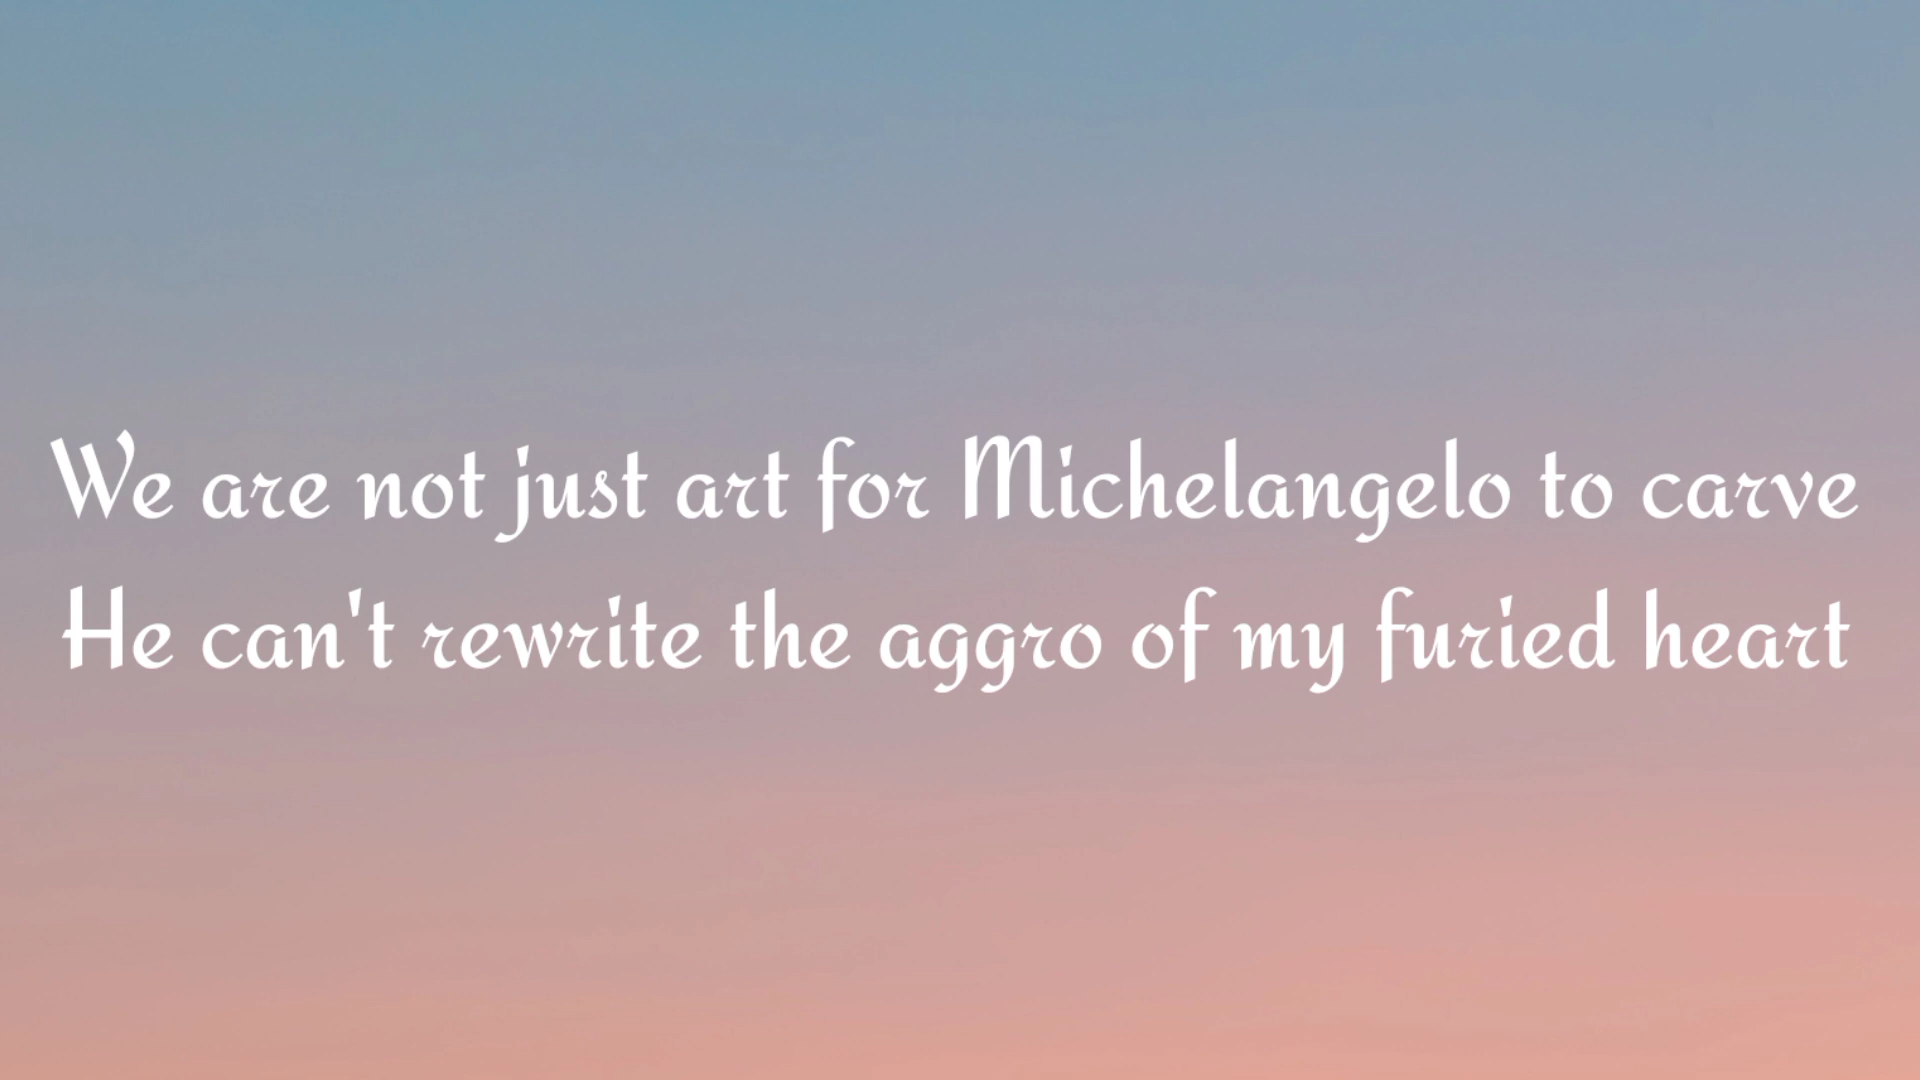 We are not just art for Michelangelo to carve
He can't rewrite the aggro of my furied heart